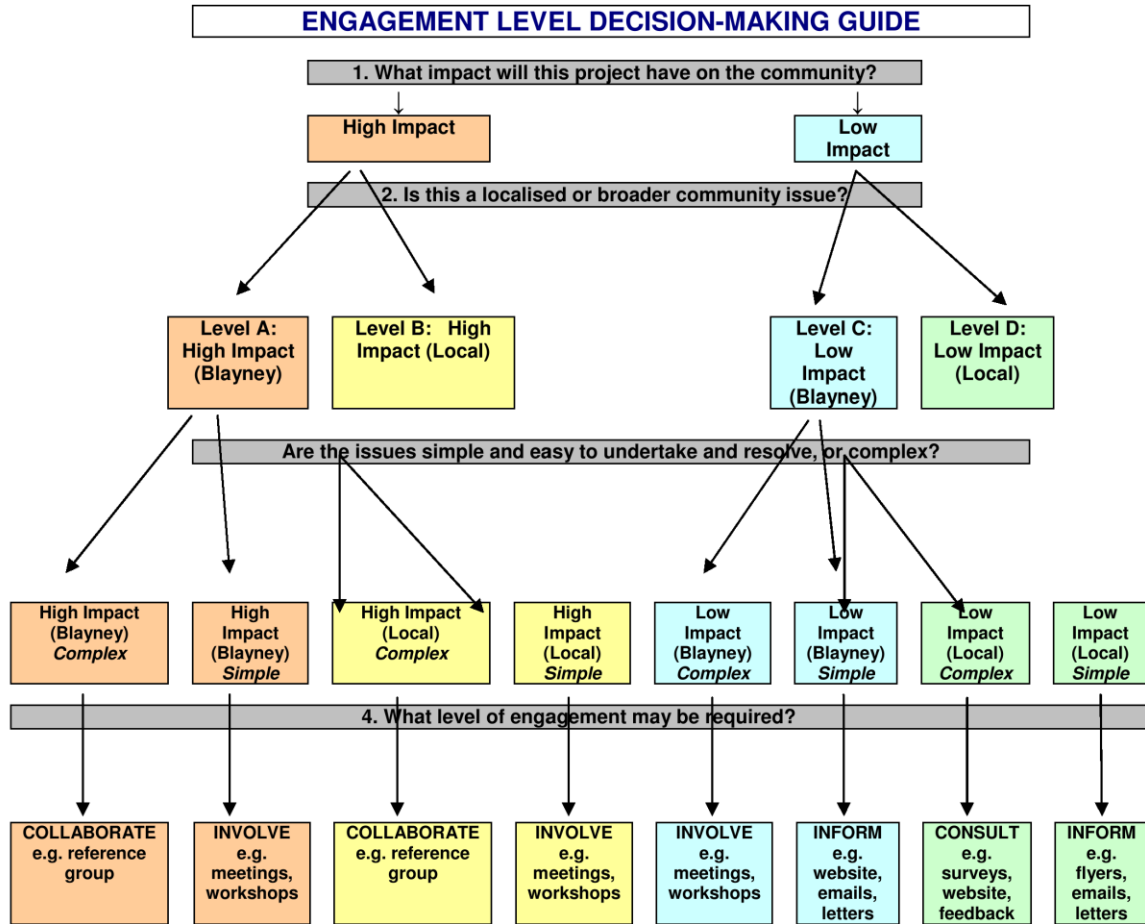 ENGAGEMENT LEVEL DECISION-MAKING GUIDE
1. What impact will this project have on the community?
High Impact
Low
Impact
2. Is this a localised or broader community issue?
Level A:
High Impact
(Blayney)
Level B:   High
Impact (Local)
Level C:
Low
Impact
(Blayney)
Level D:
Low Impact
(Local)
Are the issues simple and easy to undertake and resolve, or complex?
High Impact
(Blayney)
Complex
High
Impact
(Blayney)
Simple
High Impact
(Local)
Complex
High
Impact
(Local)
Simple
Low
Impact
(Blayney)
Complex
Low
Impact
(Blayney)
Simple
Low
Impact
(Local)
Complex
Low
Impact
(Local)
Simple
4. What level of engagement may be required?
COLLABORATE
e.g. reference
group
INVOLVE
e.g.
meetings,
workshops
COLLABORATE
e.g. reference
group
INVOLVE
e.g.
meetings,
workshops
INVOLVE
e.g.
meetings,
workshops
INFORM
e.g.
website,
emails,
letters
CONSULT
e.g.
surveys,
website,
feedback
INFORM
e.g.
flyers,
emails,
letters